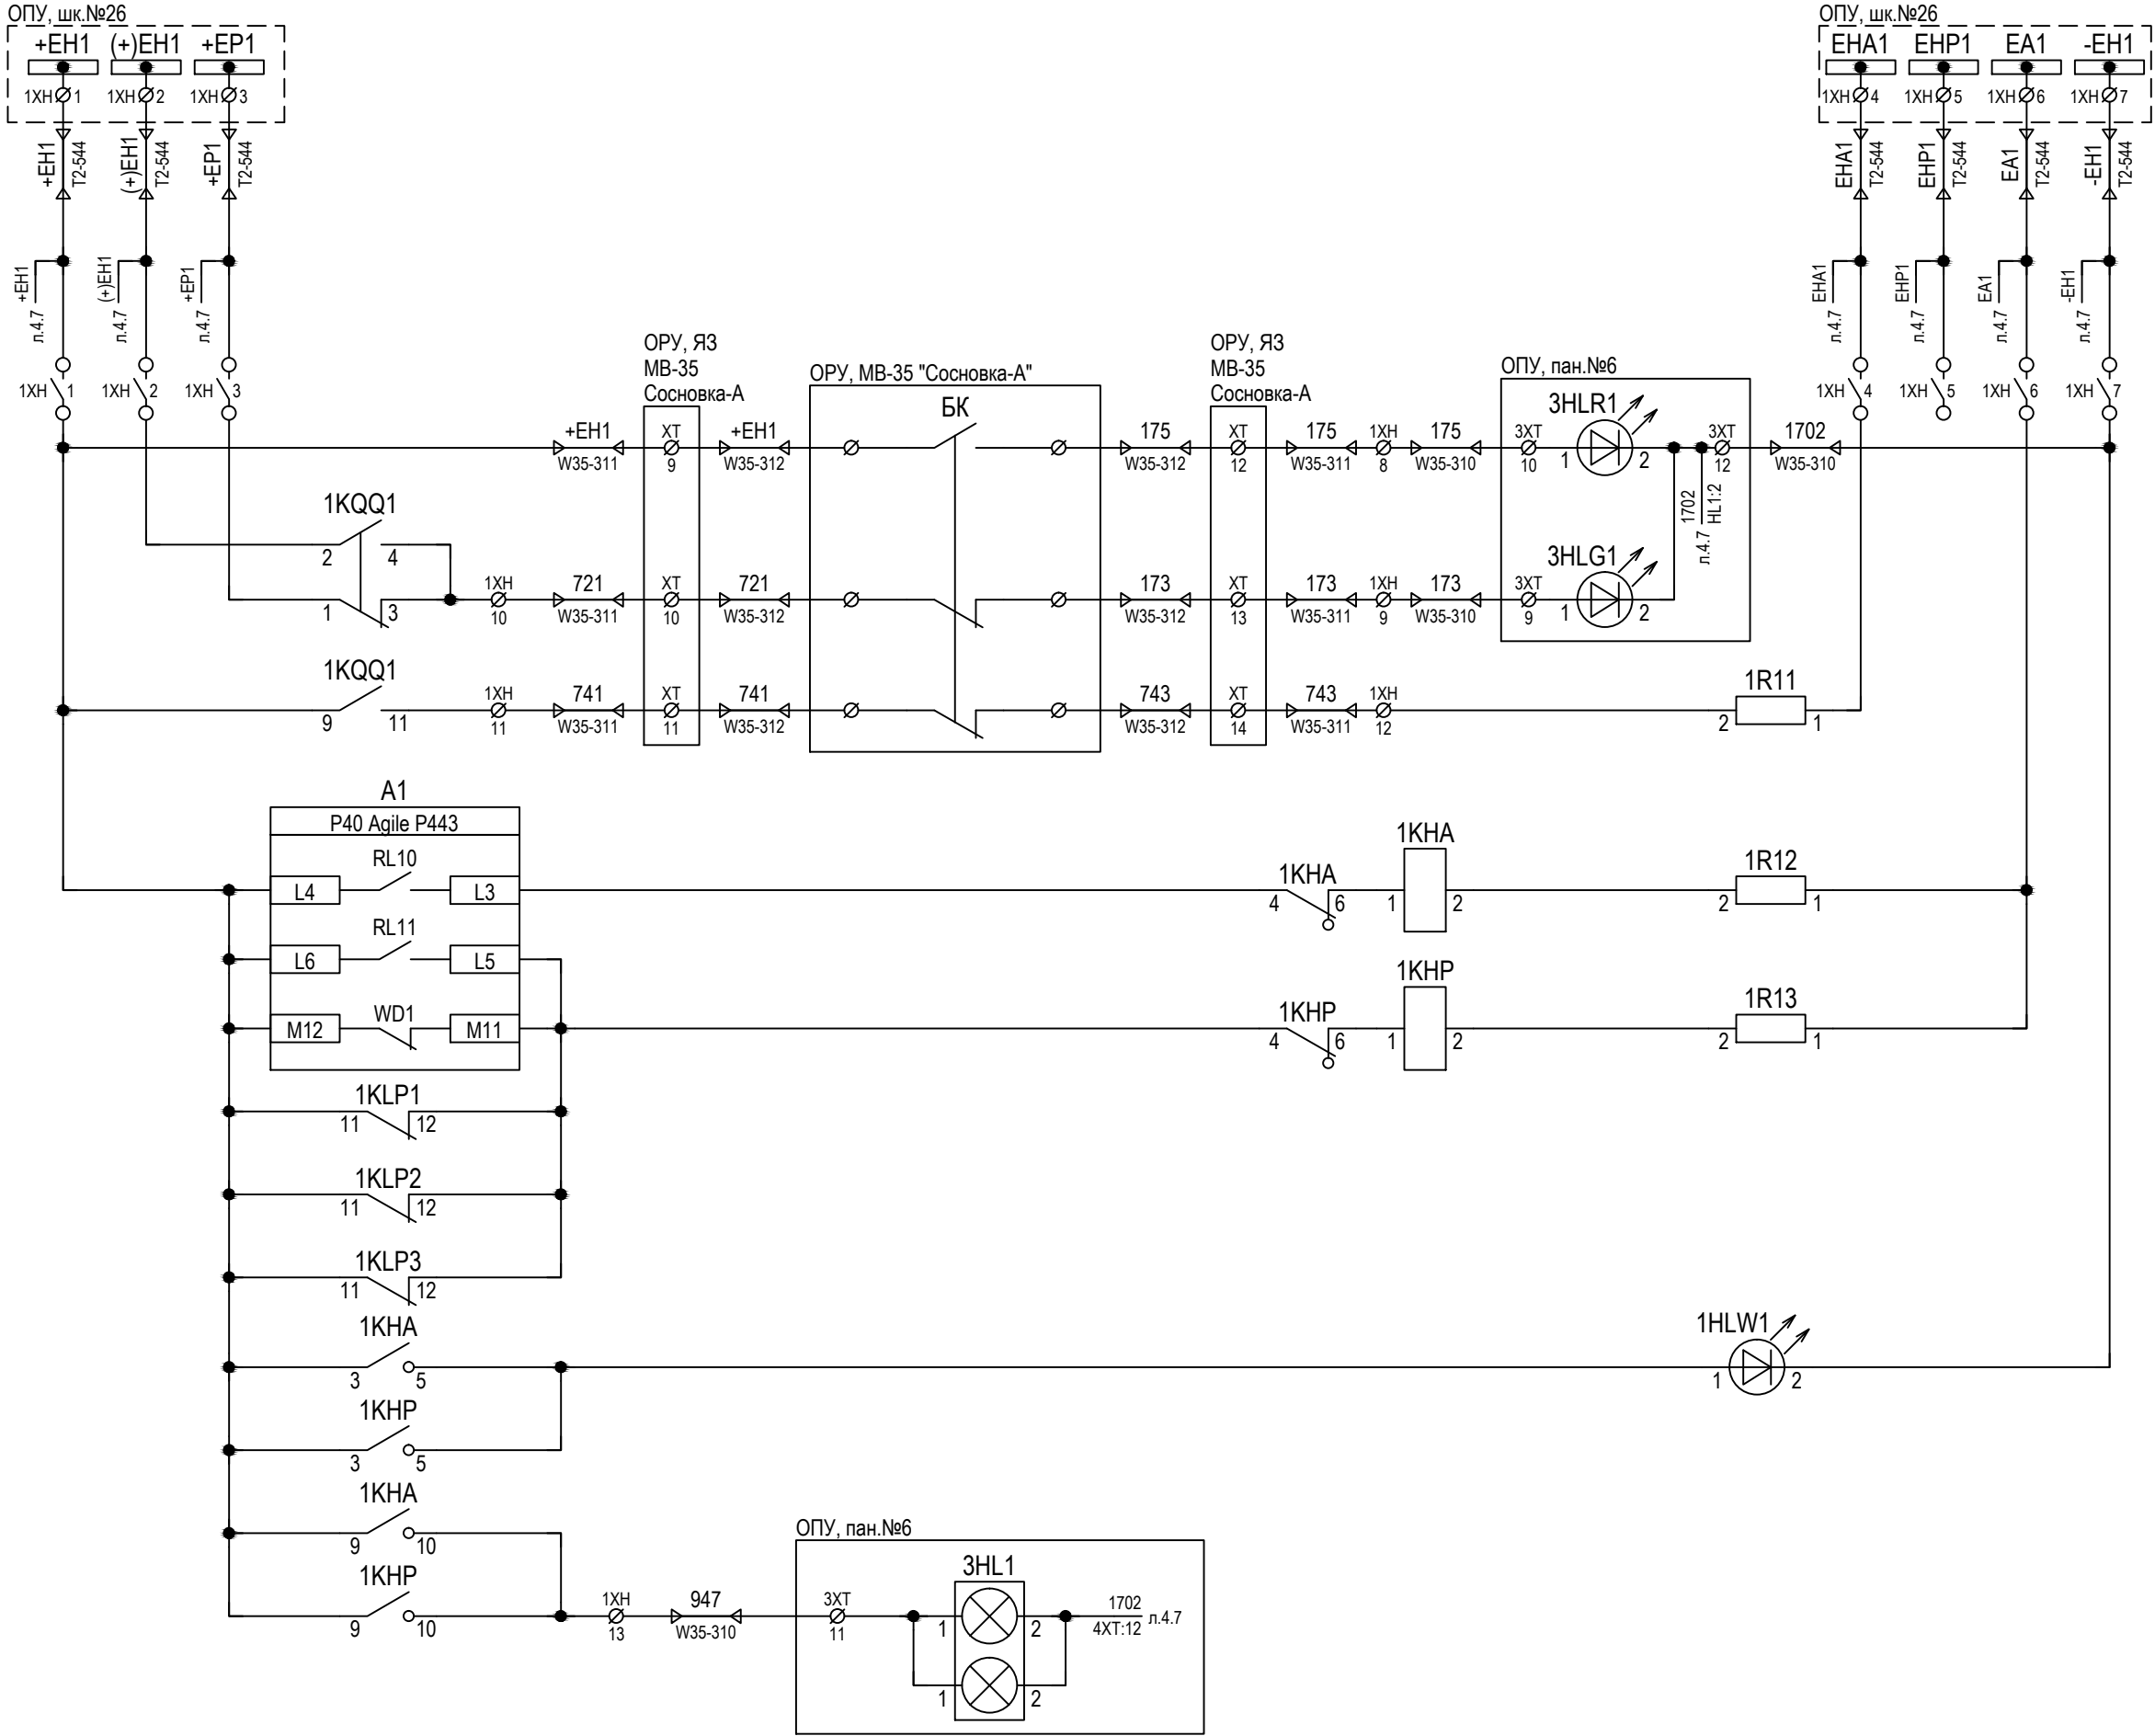 ОПУ, шк.№26
+EH1 (+)EH1 +EP1
1XH 1 1XH 2 1XH 3
+EH1 T2-544 (+)EH1 T2-544 +EP1 T2-544
+EH1 л.4.7 (+)EH1 л.4.7 +EP1 л.4.7
1XH 1 1XH 2 1XH 3
ОПУ, шк.№26
EHA1 EHP1 EA1 -EH1
1XH 4 1XH 5 1XH 6 1XH 7
EHA1 T2-544 EHP1 T2-544 EA1 T2-544 -EH1 T2-544
EHA1 л.4.7 EHP1 л.4.7 EA1 л.4.7 -EH1 л.4.7
1XH 4 1XH 5 1XH 6 1XH 7
ОРУ, ЯЗ
МВ-35
Сосновка-А
ОРУ, МВ-35 "Сосновка-А"
БК
ОРУ, ЯЗ
МВ-35
Сосновка-А
ОПУ, пан.№6
3HLR1
+EH1 XT +EH1 175 XT 175 1XH 175 3XT 3XT 1702
W35-311 9 W35-312 W35-312 12 W35-311 8 W35-310 10 1 2 12 W35-310
1702 HL1:2
л.4.7
1KQQ1
2 4
3HLG1
1XH 721 XT 721 173 XT 173 1XH 173 3XT
1 3 10 W35-311 10 W35-312 W35-312 13 W35-311 9 W35-310 9 1 2
1KQQ1
1R11
1XH 741 XT 741 743 XT 743 1XH
9 11 11 W35-311 11 W35-312 W35-312 14 W35-311 12 2 1
A1
P40 Agile P443
RL10
L4 L3
1KHA
4 6
1KHA
1 2
1R12
2 1
RL11
L6 L5
WD1
M12 M11
1KHP
4 6
1KHP
1 2
1R13
2 1
1KLP1
11 12
1KLP2
11 12
1KLP3
11 12
1KHA
3 5
1HLW1
1 2
1KHP
3 5
1KHA
9 10
1KHP
9 10
ОПУ, пан.№6
3HL1
1XH 947 3XT 1702
13 W35-310 11 1 2 4XT:12 л.4.7
1 2